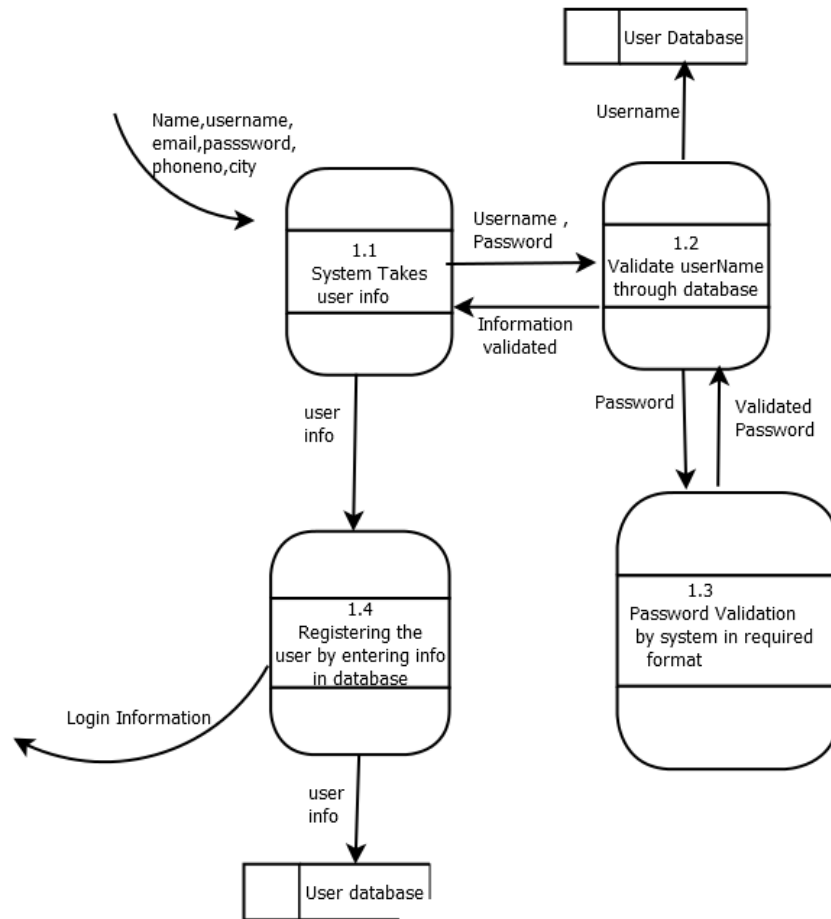 User Database
Username
Name,username,
email,passsword,
phoneno,city
Username ,
Password
1.1
System Takes
user info
1.2
Validate userName
through database
Information
validated
user
info
Password
Validated
Password
1.3
Password Validation
by system in required
format
1.4
Registering the
user by entering info
in database
Login Information
user
info
User database